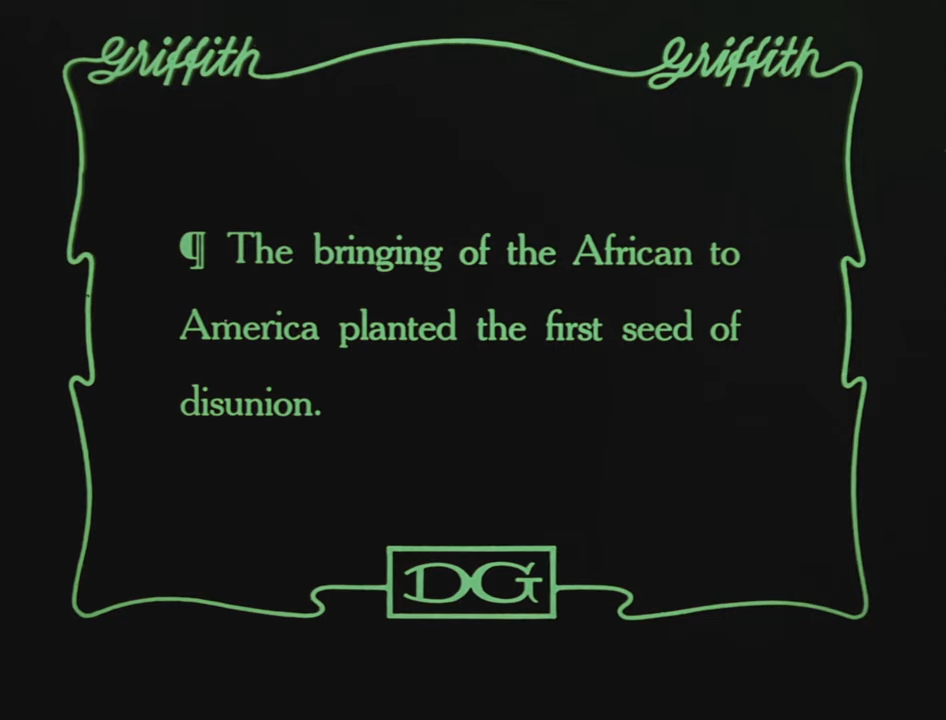 Griffith Griffith
¶ The bringing of the African to
America planted the first seed of
disunion.
DG